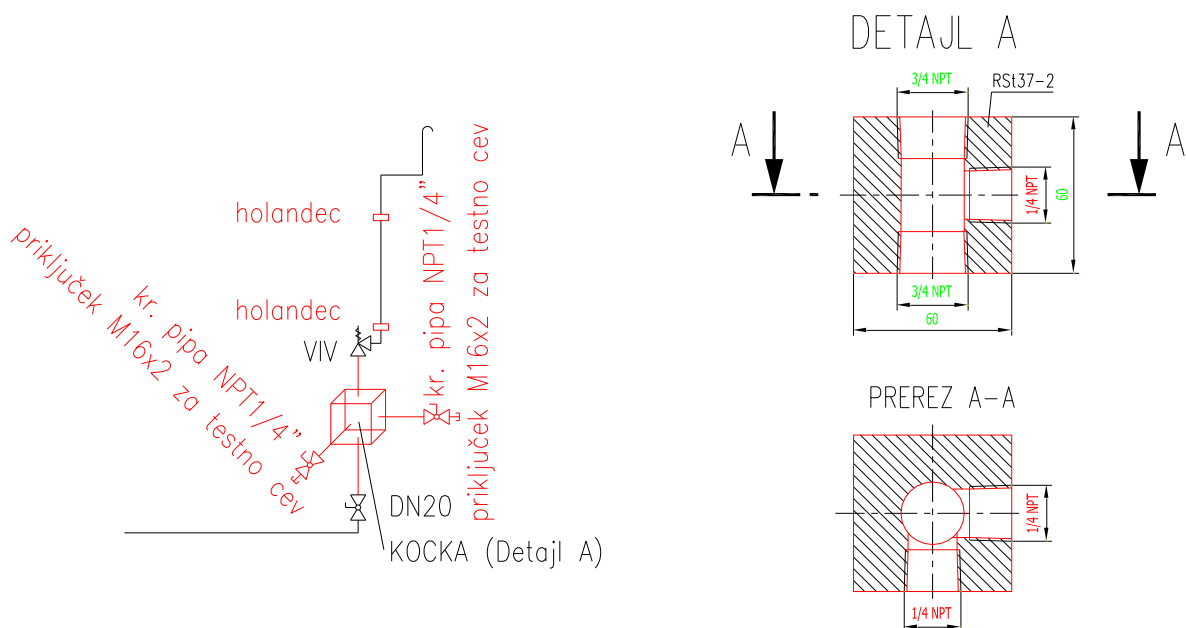 DETAJL A
3/4 NPT
RSt37-2
A
A
1/4 NPT
60
3/4 NPT
60
PREREZ A-A
1/4 NPT
1/4 NPT
holandec
holandec
VIV
kr. pipa NPT1/4"
priključek M16x2 za testno cev
kr. pipa NPT1/4"
priključek M16x2 za testno cev
DN20
KOCKA (Detajl A)